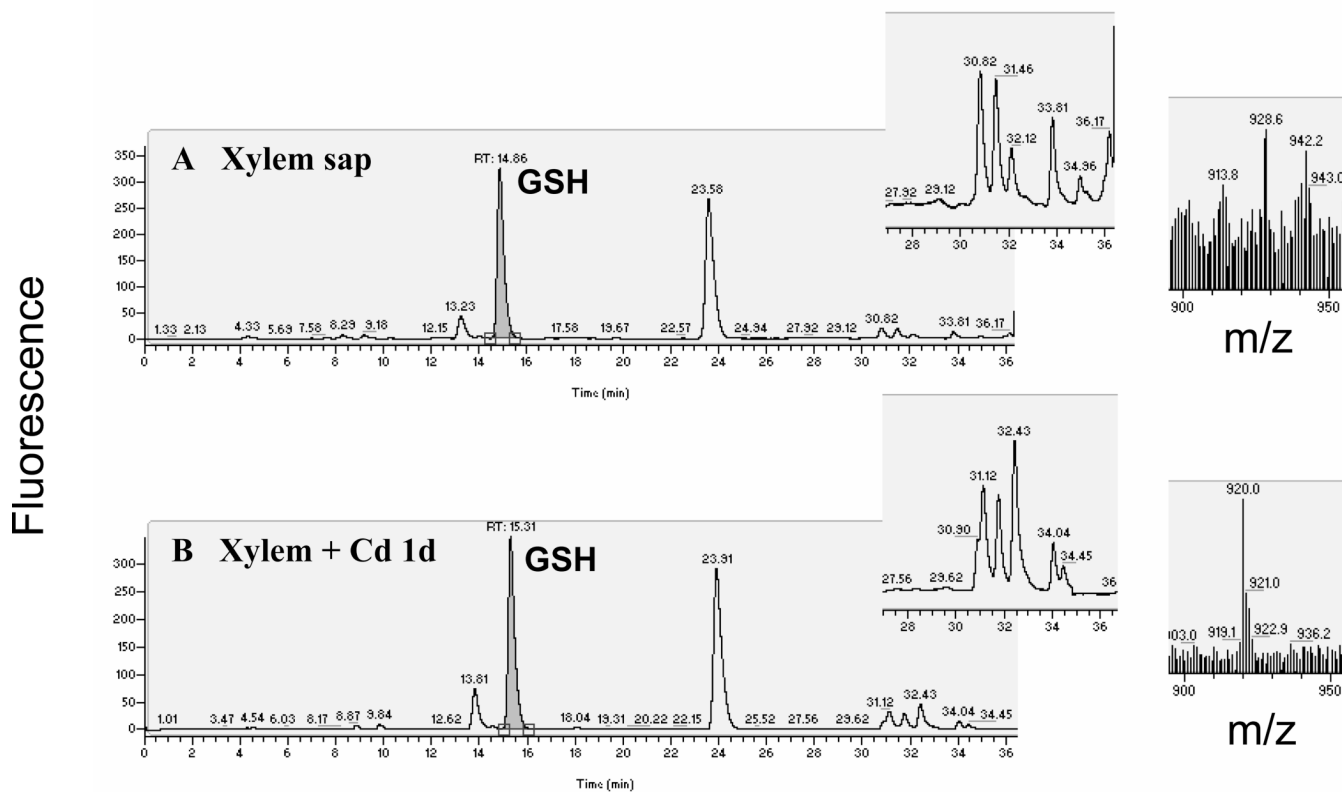 Fluorescence
A Xylem sap
350
300
250
200
150
100
50
0
RT: 14.86
GSH
23.58
1.33 2.13 4.33 5.69 7.58 8.29 9.18 12.15 13.23 17.58 19.67 22.57 24.94 27.92 29.12 30.82 33.81 36.17
0 2 4 6 8 10 12 14 16 18 20 22 24 26 28 30 32 34 36
Time (min)
30.82 31.46 32.12 33.81 34.96 36.17
27.92 29.12
28 30 32 34 36
928.6
942.2
913.8
943.0
900 950
m/z
B Xylem + Cd 1d
300
250
200
150
100
50
0
RT: 15.31
GSH
23.91
1.01 3.47 4.54 6.03 8.17 8.87 9.84 12.62 13.81 18.04 19.31 20.22 22.15 25.52 27.56 29.62 31.12 32.43 34.04 34.45
0 2 4 6 8 10 12 14 16 18 20 22 24 26 28 30 32 34 36
Time (min)
32.43
31.12
30.90
34.04
34.45
27.56 29.62 36
28 30 32 34 36
920.0
921.0
919.1 922.9 936.2
900 950
m/z